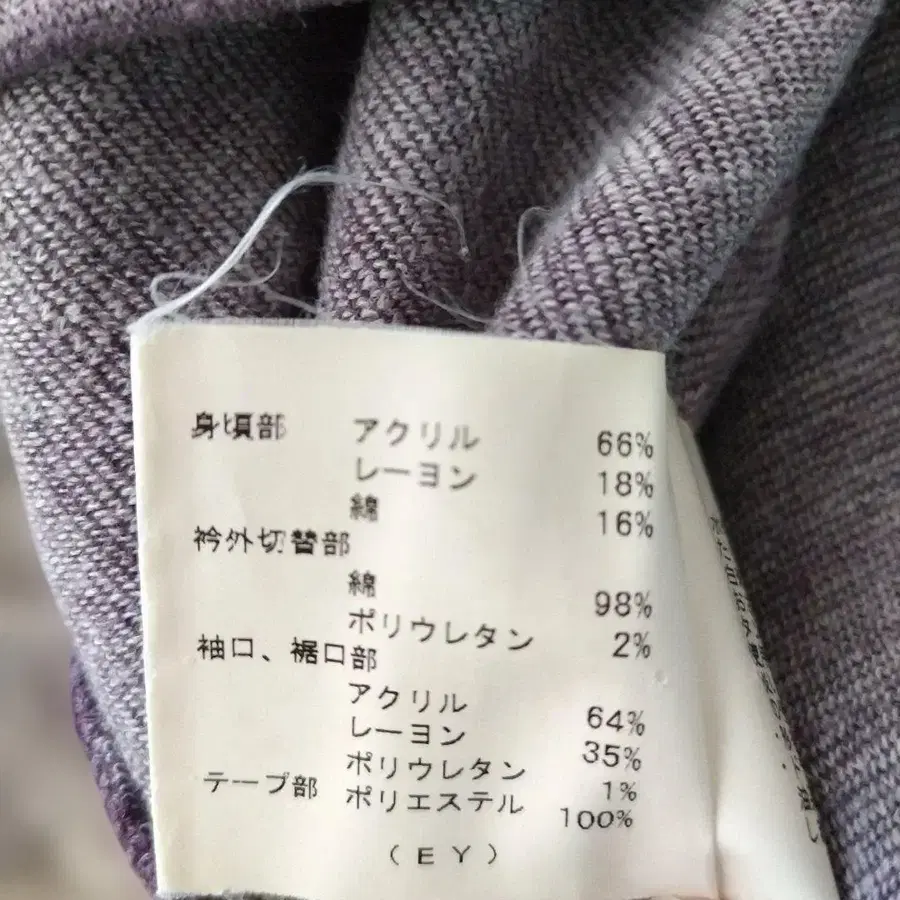 身頃部 アクリル 66%
レーヨン 18%
綿 16%
衿外切替部
綿 98%
ポリウレタン 2%
袖口、裾口部
アクリル 64%
レーヨン 35%
ポリウレタン 1%
テープ部 ポリエステル 100%
(EY)